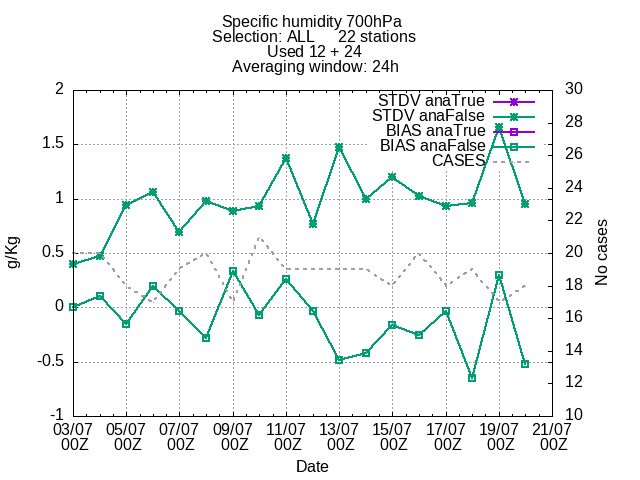 Specific humidity 700hPa
Selection: ALL 22 stations
Used 12 + 24
Averaging window: 24h
STDV anaTrue
STDV anaFalse
BIAS anaTrue
BIAS anaFalse
CASES
2
1.5
1
0.5
0
-0.5
-1
g/Kg
30
28
26
24
22
20
18
16
14
12
10
No cases
03/07 05/07 07/07 09/07 11/07 13/07 15/07 17/07 19/07 21/07
00Z 00Z 00Z 00Z 00Z 00Z 00Z 00Z 00Z 00Z
Date